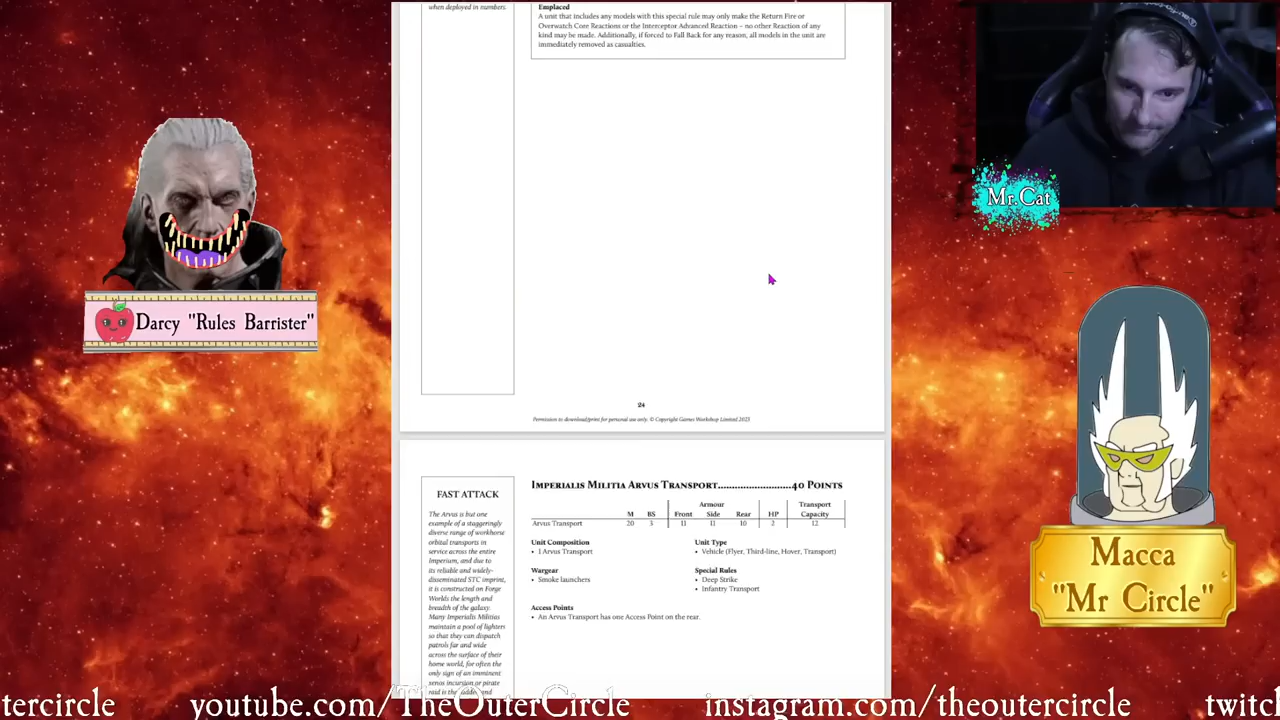 when deployed in numbers.
Emplaced
A unit that includes any models with this special rule may only make the Return Fire or
Overwatch Core Reactions or the Interceptor Advanced Reaction – no other Reaction of any
kind may be made. Additionally, if forced to Fall Back for any reason, all models in the unit are
immediately removed as casualties.
Mr.Cat
Darcy "Rules Barrister"
24
Permission to download/print for personal use only. © Copyright Games Workshop Limited 2023
FAST ATTACK
The Arvus is but one
example of a staggeringly
diverse range of workhorse
orbital transports in
service across the entire
Imperium, and due to
its reliable and widely-
disseminated STC imprint,
it is constructed on Forge
Worlds the length and
breadth of the galaxy.
Many Imperialis Militias
maintain a pool of lighters
so that they can dispatch
patrols far and wide
across the surface of their
home world, for often the
only sign of an imminent
xenos incursion or pirate
raid is the sudden end
Imperialis Militia Arvus Transport..........................40 Points
Armour Transport
M BS Front Side Rear HP Capacity
Arvus Transport 20 3 11 11 10 2 12
Unit Composition
• 1 Arvus Transport
Unit Type
• Vehicle (Flyer, Third-line, Hover, Transport)
Wargear
• Smoke launchers
Special Rules
• Deep Strike
• Infantry Transport
Access Points
• An Arvus Transport has one Access Point on the rear.
Macca
"Mr Circle"
tercircle youtube.com/TheOuterCircle instagram.com/theoutercircle twitc